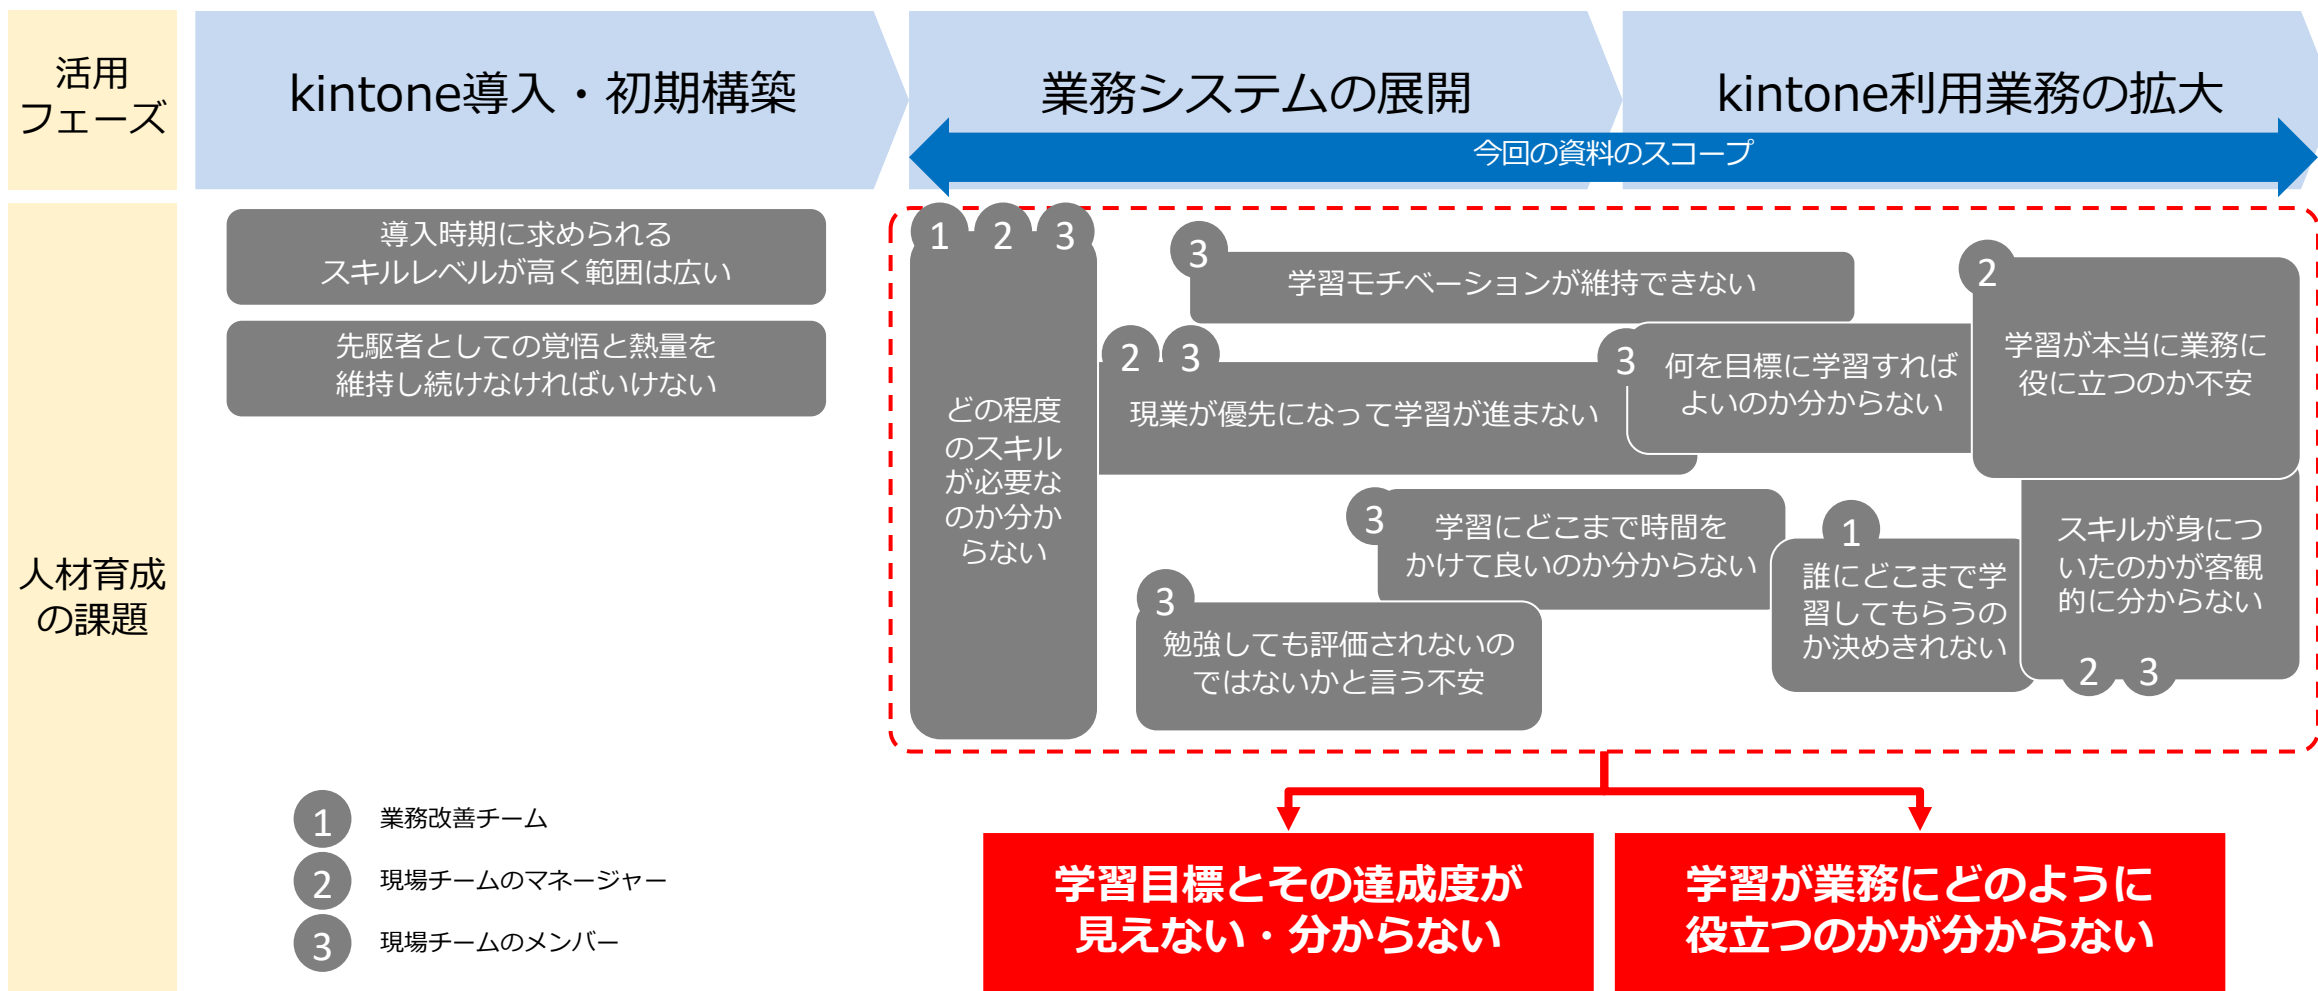 活用
フェーズ
kintone導入・初期構築
業務システムの展開
kintone利用業務の拡大
今回の資料のスコープ
人材育成
の課題
導入時期に求められる
スキルレベルが高く範囲は広い
先駆者としての覚悟と熱量を
維持し続けなければいけない
1 2 3
どの程度
のスキル
が必要な
のか分か
らない
3
学習モチベーションが維持できない
2 3
現業が優先になって学習が進まない
3
何を目標に学習すれば
よいのか分からない
2
学習が本当に業務に
役に立つのか不安
3
学習にどこまで時間を
かけて良いのか分からない
3
勉強しても評価されないの
ではないかと言う不安
1
誰にどこまで学
習してもらうの
か決めきれない
スキルが身につ
いたのかが客観
的に分からない
2 3
1 業務改善チーム
2 現場チームのマネージャー
3 現場チームのメンバー
学習目標とその達成度が
見えない・分からない
学習が業務にどのように
役立つのかが分からない